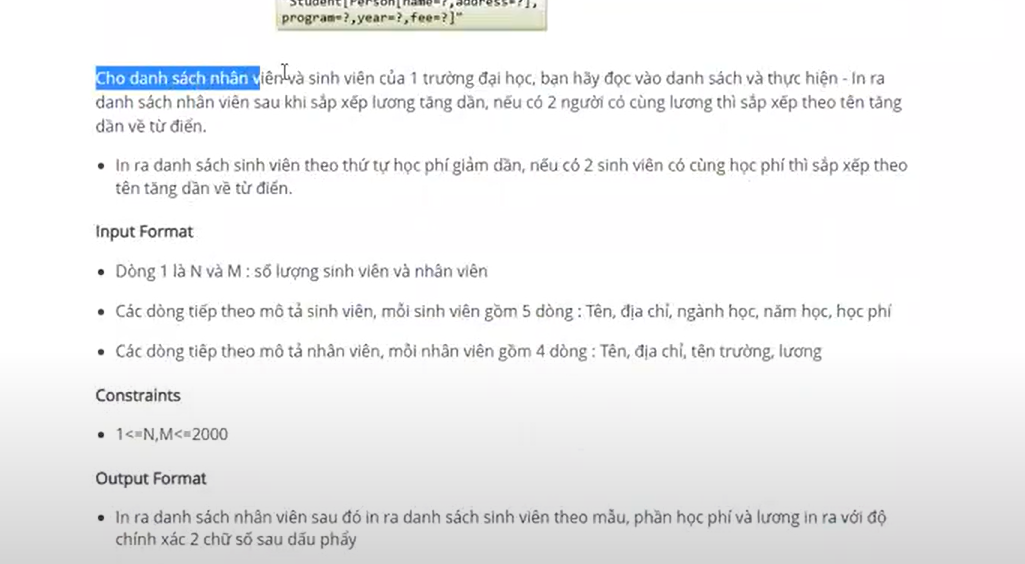 "Student[Person[name=?,address=?],
program=?,year=?,fee=?]"
Cho danh sách nhân viên và sinh viên của 1 trường đại học, bạn hãy đọc vào danh sách và thực hiện - In ra
danh sách nhân viên sau khi sắp xếp lương tăng dần, nếu có 2 người có cùng lương thì sắp xếp theo tên tăng
dần về từ điển.
• In ra danh sách sinh viên theo thứ tự học phí giảm dần, nếu có 2 sinh viên có cùng học phí thì sắp xếp theo
tên tăng dần về từ điển.
Input Format
• Dòng 1 là N và M : số lượng sinh viên và nhân viên
• Các dòng tiếp theo mô tả sinh viên, mỗi sinh viên gồm 5 dòng : Tên, địa chỉ, ngành học, năm học, học phí
• Các dòng tiếp theo mô tả nhân viên, mỗi nhân viên gồm 4 dòng : Tên, địa chỉ, tên trường, lương
Constraints
• 1<=N,M<=2000
Output Format
• In ra danh sách nhân viên sau đó in ra danh sách sinh viên theo mẫu, phần học phí và lương in ra với độ
chính xác 2 chữ số sau dấu phẩy